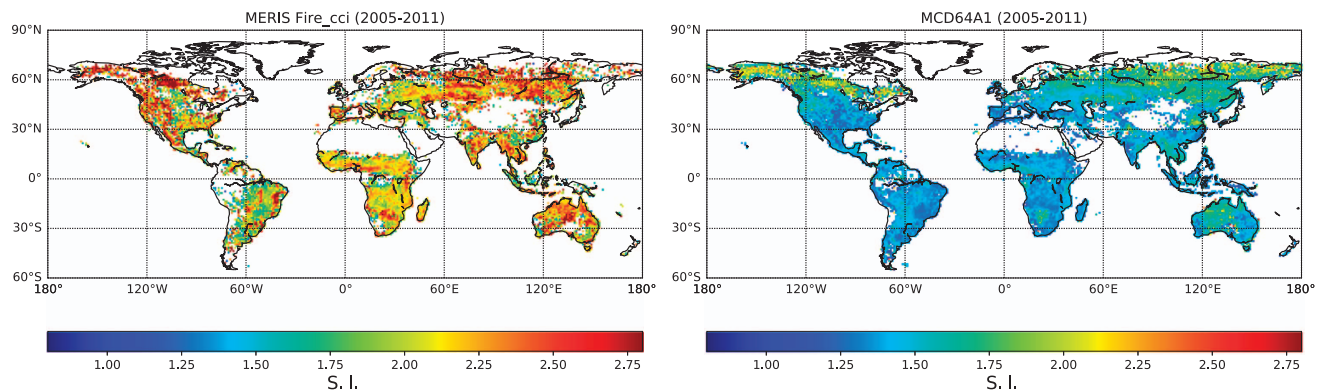 MERIS Fire_cci (2005-2011)
90°N
60°N
30°N
0°
30°S
60°S
180° 120°W 60°W 0° 60°E 120°E 180°
1.00 1.25 1.50 1.75 2.00 2.25 2.50 2.75
S. I.
MCD64A1 (2005-2011)
90°N
60°N
30°N
0°
30°S
60°S
180° 120°W 60°W 0° 60°E 120°E 180°
1.00 1.25 1.50 1.75 2.00 2.25 2.50 2.75
S. I.